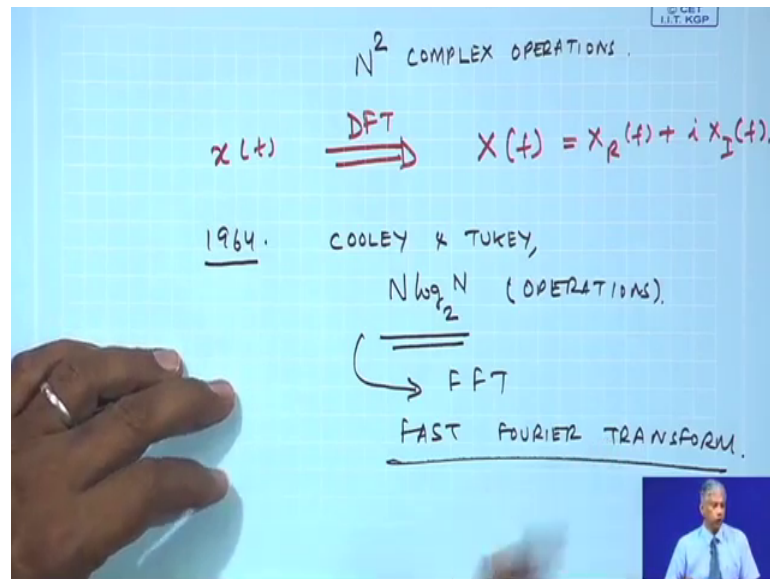 © CET
I.I.T. KGP
N² COMPLEX OPERATIONS.
x(t) DFT X(f) = X_R(f) + i X_I(f).
1964. COOLEY & TUKEY,
N log₂ N (OPERATIONS).
FFT
FAST FOURIER TRANSFORM.